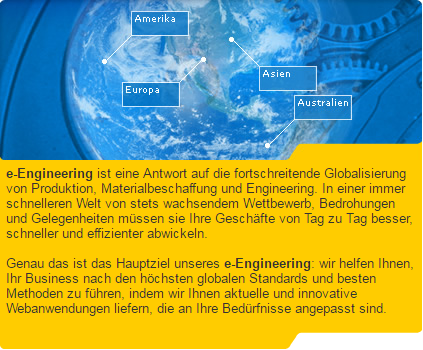 Amerika
Europa
Asien
Australien
e-Engineering ist eine Antwort auf die fortschreitende Globalisierung
von Produktion, Materialbeschaffung und Engineering. In einer immer
schnelleren Welt von stets wachsendem Wettbewerb, Bedrohungen
und Gelegenheiten müssen sie Ihre Geschäfte von Tag zu Tag besser,
schneller und effizienter abwickeln.
Genau das ist das Hauptziel unseres e-Engineering: wir helfen Ihnen,
Ihr Business nach den höchsten globalen Standards und besten
Methoden zu führen, indem wir Ihnen aktuelle und innovative
Webanwendungen liefern, die an Ihre Bedürfnisse angepasst sind.